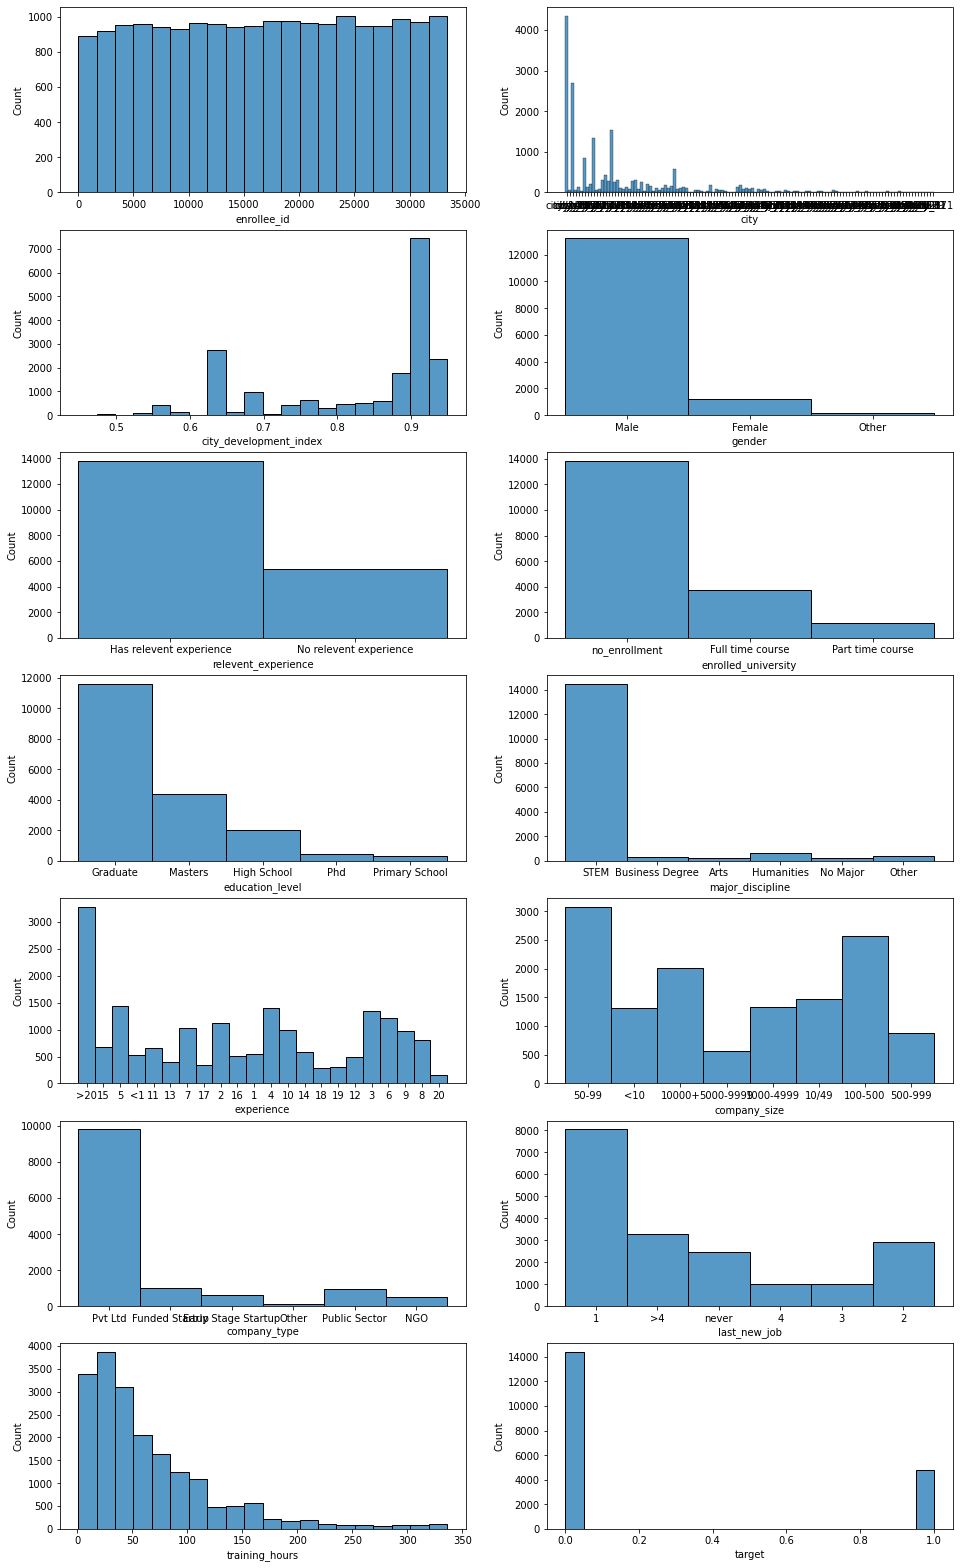 1000
800
600
400
200
0
Count
0 5000 10000 15000 20000 25000 30000 35000
enrollee_id
4000
3000
2000
1000
0
Count
city
7000
6000
5000
4000
3000
2000
1000
0
Count
0.5 0.6 0.7 0.8 0.9
city_development_index
12000
10000
8000
6000
4000
2000
0
Count
Male Female Other
gender
14000
12000
10000
8000
6000
4000
2000
0
Count
Has relevent experience No relevent experience
relevent_experience
14000
12000
10000
8000
6000
4000
2000
0
Count
no_enrollment Full time course Part time course
enrolled_university
12000
10000
8000
6000
4000
2000
0
Count
Graduate Masters High School Phd Primary School
education_level
14000
12000
10000
8000
6000
4000
2000
0
Count
STEM Business Degree Arts Humanities No Major Other
major_discipline
3000
2500
2000
1500
1000
500
0
Count
>20 15 5 <1 11 13 7 17 2 16 1 4 10 14 18 19 12 3 6 9 8 20
experience
3000
2500
2000
1500
1000
500
0
Count
50-99 <10 10000+ 5000-9999 1000-4999 10/49 100-500 500-999
company_size
10000
8000
6000
4000
2000
0
Count
Pvt Ltd Funded Startup Early Stage Startup Other Public Sector NGO
company_type
8000
7000
6000
5000
4000
3000
2000
1000
0
Count
1 >4 never 4 3 2
last_new_job
4000
3500
3000
2500
2000
1500
1000
500
0
Count
0 50 100 150 200 250 300 350
training_hours
14000
12000
10000
8000
6000
4000
2000
0
Count
0.0 0.2 0.4 0.6 0.8 1.0
target